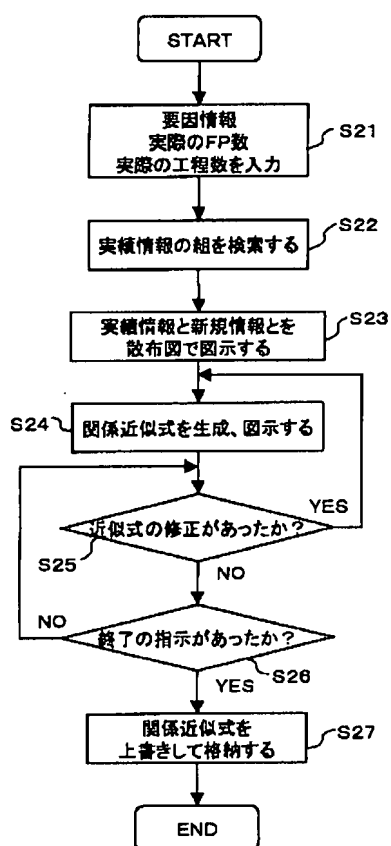 START
要因情報
実際のFP数
実際の工程数を入力
S21
実績情報の組を検索する
S22
実績情報と新規情報とを
散布図で図示する
S23
S24
関係近似式を生成、図示する
近似式の修正があったか?
YES
S25
NO
NO
終了の指示があったか?
S26
YES
関係近似式を
上書きして格納する
S27
END